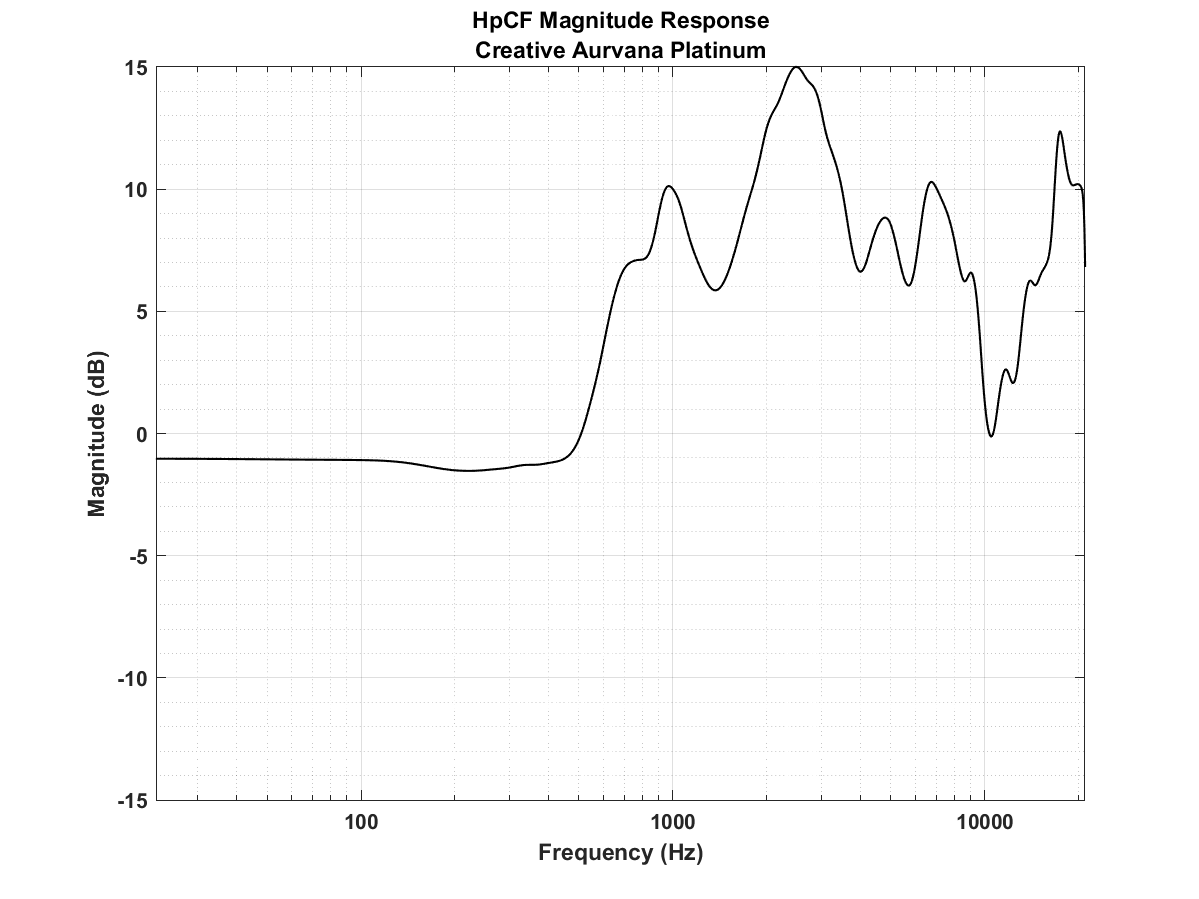 HpCF Magnitude Response
Creative Aurvana Platinum
15
10
5
0
-5
-10
-15
Magnitude (dB)
100
1000
10000
Frequency (Hz)